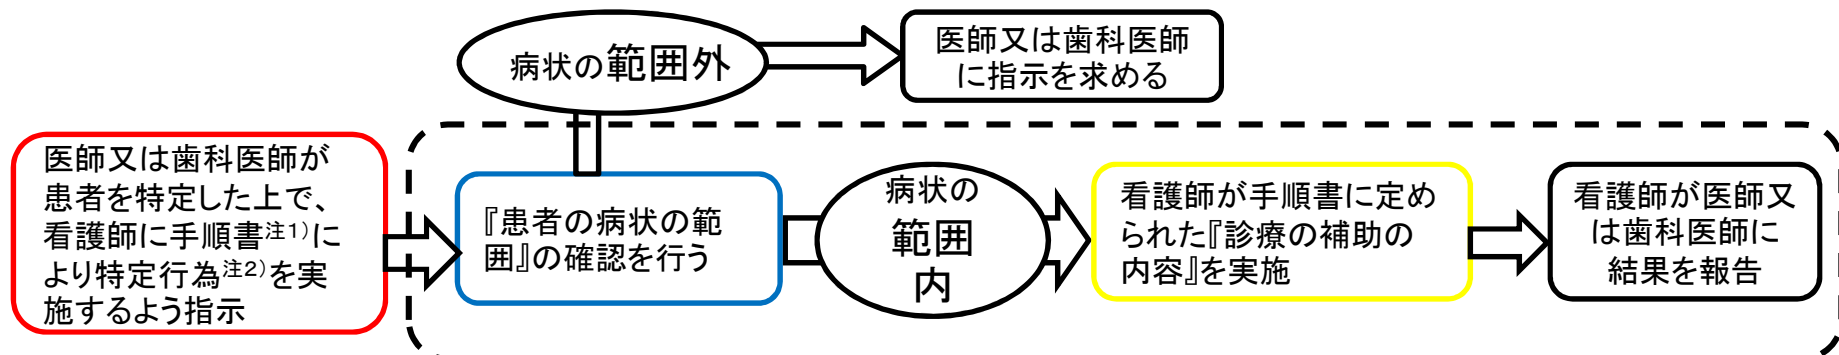 病状の範囲外
医師又は歯科医師
に指示を求める
医師又は歯科医師が
患者を特定した上で、
看護師に手順書注1)に
より特定行為注2)を実
施するよう指示
『患者の病状の範
囲』の確認を行う
病状の
範囲
内
看護師が手順書に定め
られた『診療の補助の
内容』を実施
看護師が医師又
は歯科医師に
結果を報告